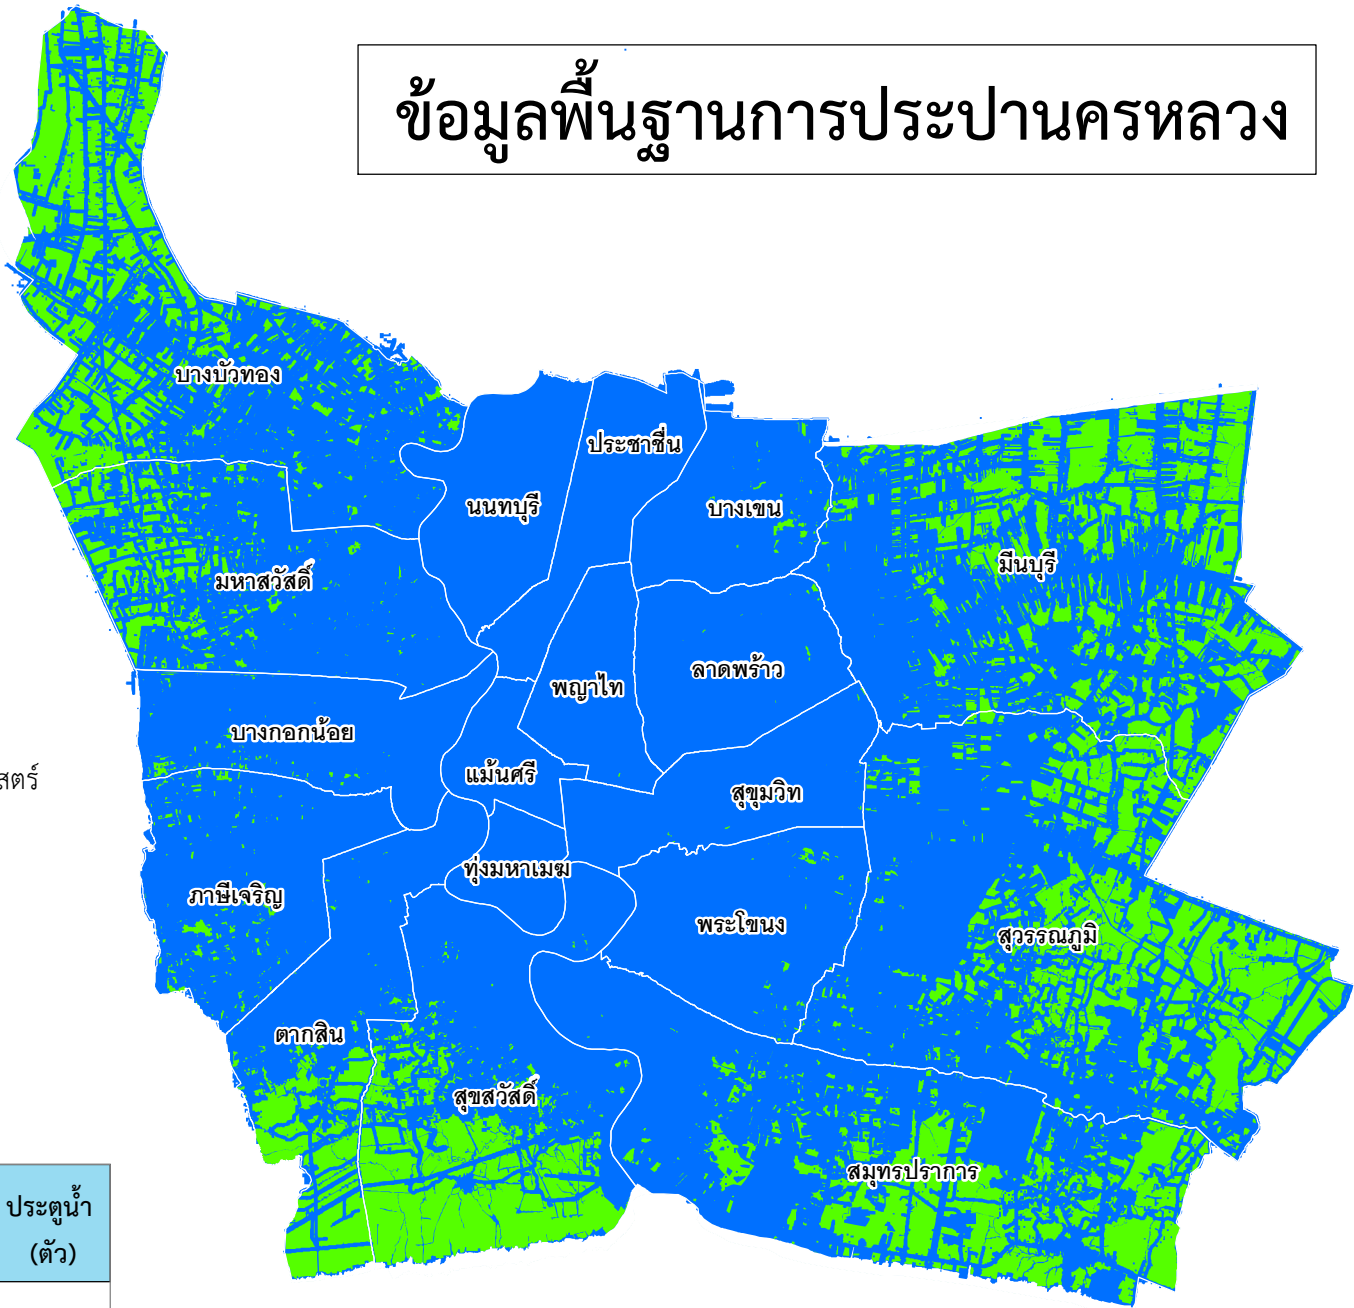 ข้อมูลพื้นฐานการประปานครหลวง
บางบัวทอง
ประชาชื่น
นนทบุรี
บางเขน
มีนบุรี
มหาสวัสดิ์
ลาดพร้าว
พญาไท
บางกอกน้อย
แม้นศรี
สตร์
สุขุมวิท
ทุ่งมหาเมฆ
ภาษีเจริญ
พระโขนง
สุวรรณภูมิ
ตากสิน
สุขสวัสดิ์
สมุทรปราการ
ประตูน้ำ
(ตัว)